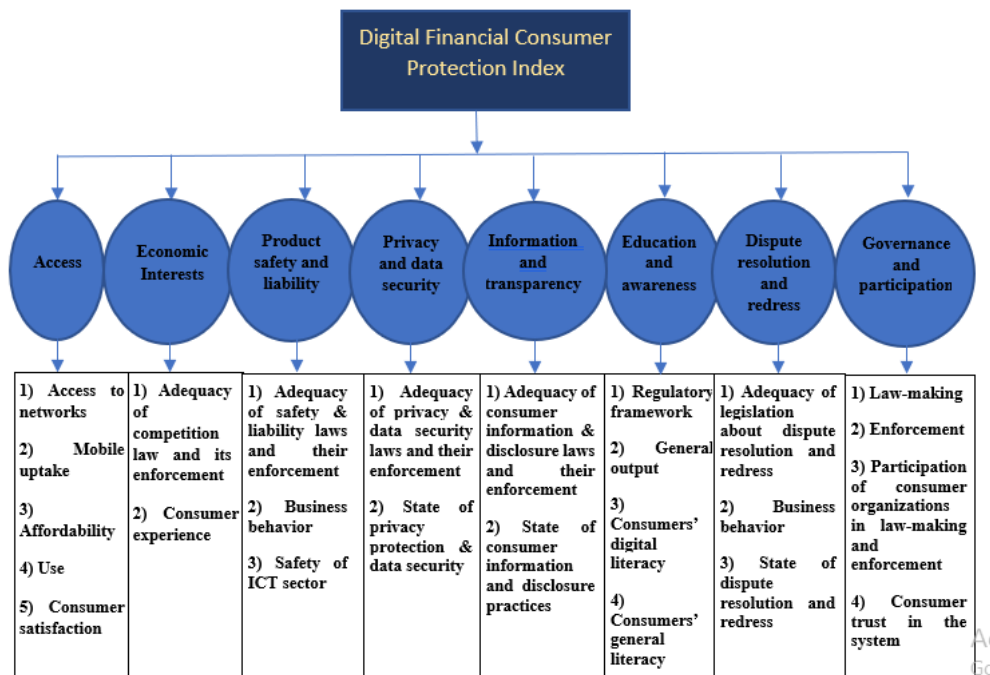 Digital Financial Consumer
Protection Index
Access
Economic
Interests
Product
safety and
liability
Privacy
and data
security
Information
and
transparency
Education
and
awareness
Dispute
resolution
and
redress
Governance
and
participation
1) Access to
networks
2) Mobile
uptake
3)
Affordability
4) Use
5) Consumer
satisfaction
1) Adequacy
of
competition
law and its
enforcement
2) Consumer
experience
1) Adequacy
of safety &
liability laws
and their
enforcement
2) Business
behavior
3) Safety of
ICT sector
1) Adequacy
of privacy &
data security
laws and their
enforcement
2) State of
privacy
protection &
data security
1) Adequacy of
consumer
information &
disclosure laws
and their
enforcement
2) State of
consumer
information
and disclosure
practices
1) Regulatory
framework
2) General
output
3)
Consumers'
digital
literacy
4)
Consumers'
general
literacy
1) Adequacy of
legislation
about dispute
resolution and
redress
2) Business
behavior
3) State of
dispute
resolution and
redress
1) Law-making
2) Enforcement
3) Participation
of consumer
organizations
in law-making
and
enforcement
4) Consumer
trust in the
system